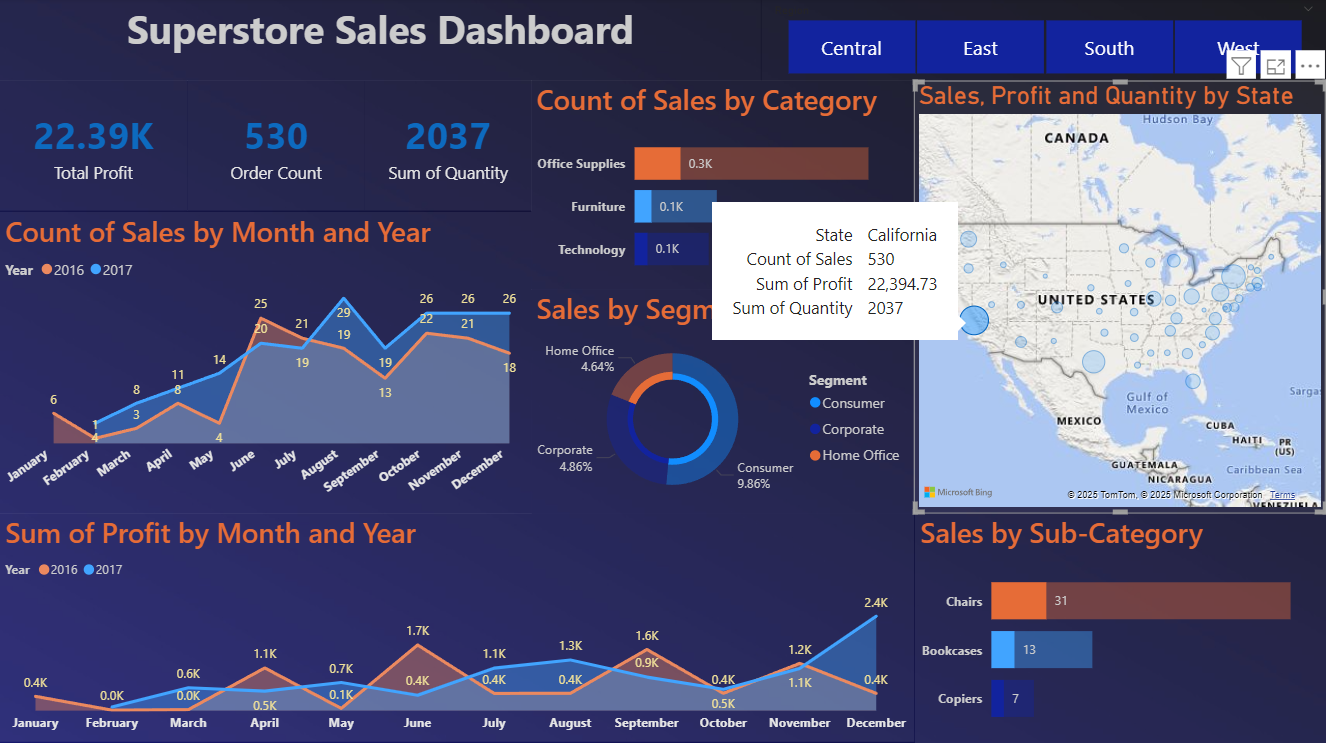 Superstore Sales Dashboard
Central
East
South
West
22.39K
Total Profit
530
Order Count
2037
Sum of Quantity
Count of Sales by Category
Office Supplies
0.3K
Furniture
0.1K
Technology
0.1K
Sales, Profit and Quantity by State
Hudson Bay
CANADA
UNITED STATES
Gulf of
Mexico
MEXICO
CUBA
HAITI
PR
(US)
GUATEMALA
NICARAGUA
Caribbean Sea
Sargas
VENEZUELA
Microsoft Bing
© 2025 TomTom, © 2025 Microsoft Corporation Terms
State California
Count of Sales 530
Sum of Profit 22,394.73
Sum of Quantity 2037
Count of Sales by Month and Year
Year 2016 2017
6
1
4
8
3
11
8
14
4
25
20
21
19
29
19
19
13
26
22
26
21
26
18
January
February
March
April
May
June
July
August
September
October
November
December
Sales by Segm
Home Office
4.64%
Corporate
4.86%
Consumer
9.86%
Segment
Consumer
Corporate
Home Office
Sum of Profit by Month and Year
Year 2016 2017
0.4K
0.0K
0.6K
0.0K
1.1K
0.5K
0.7K
0.1K
1.7K
0.4K
1.1K
0.4K
1.3K
0.4K
1.6K
0.9K
0.4K
0.5K
1.2K
1.1K
2.4K
0.4K
January
February
March
April
May
June
July
August
September
October
November
December
Sales by Sub-Category
Chairs
31
Bookcases
13
Copiers
7